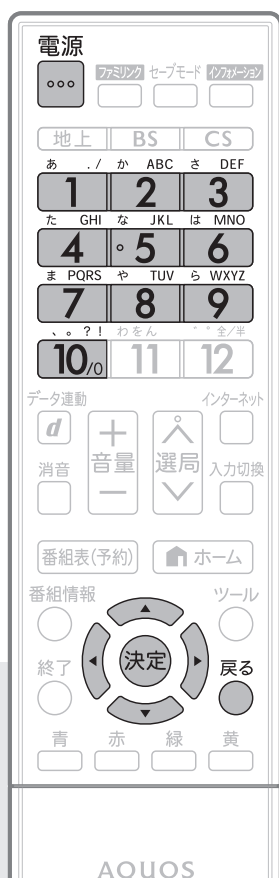 電源
ファミリンク セーブモード インフォメーション
地上 BS CS
あ ./ か ABC さ DEF
1 2 3
た GHI な JKL は MNO
4 5 6
ま PQRS や TUV ら WXYZ
7 8 9
、。?! わをん ゛゜全/半
10/0 11 12
データ連動 インターネット
d + 音量 - 選局
消音 入力切換
番組表(予約) ホーム
番組情報 ツール
決定
終了 戻る
青 赤 緑 黄
AQUOS